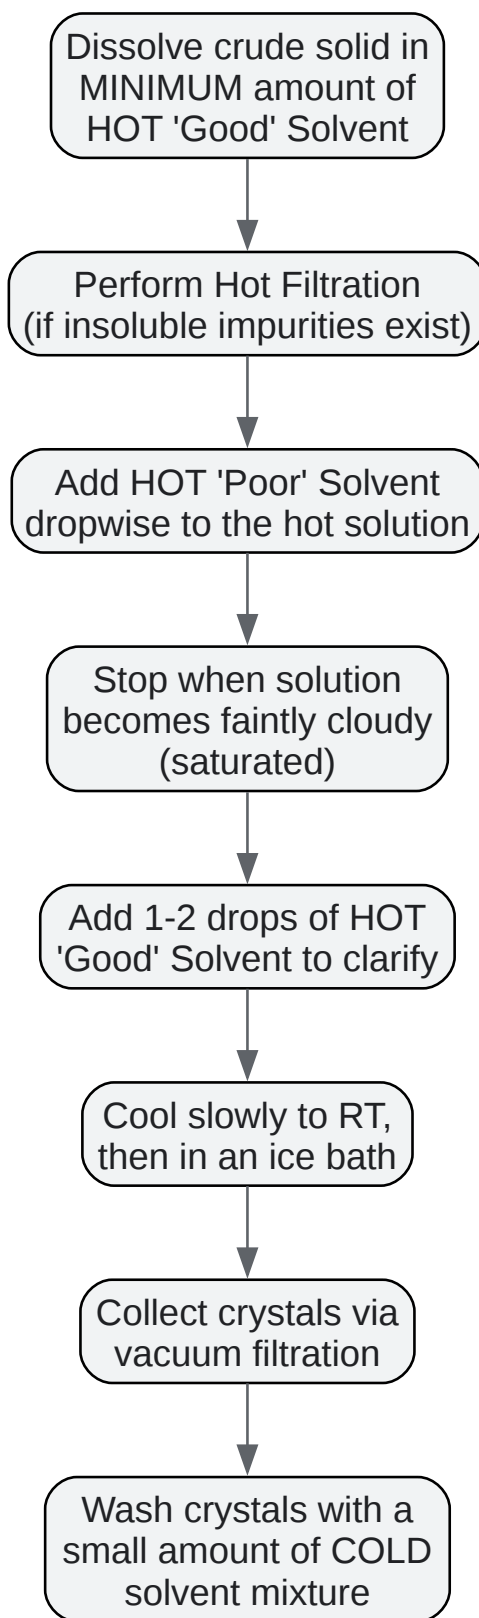 Dissolve crude solid in
MINIMUM amount of
HOT 'Good' Solvent
Perform Hot Filtration
(if insoluble impurities exist)
Add HOT 'Poor' Solvent
dropwise to the hot solution
Stop when solution
becomes faintly cloudy
(saturated)
Add 1-2 drops of HOT
'Good' Solvent to clarify
Cool slowly to RT,
then in an ice bath
Collect crystals via
vacuum filtration
Wash crystals with a
small amount of COLD
solvent mixture